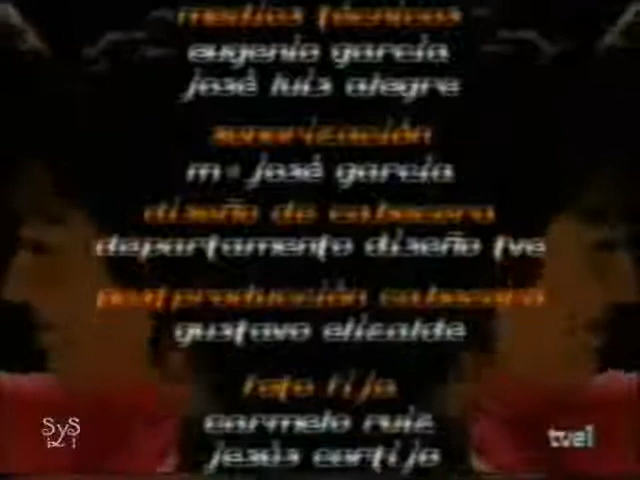 medios técnicos
eugenio garcía
josé luis alegre
sonorización
mª josé garcía
diseño de cabecera
departamento diseño tve
postproducción cabecera
gustavo elizalde
foto fija
carmelo ruiz
jesús cortijo
SyS
tve1